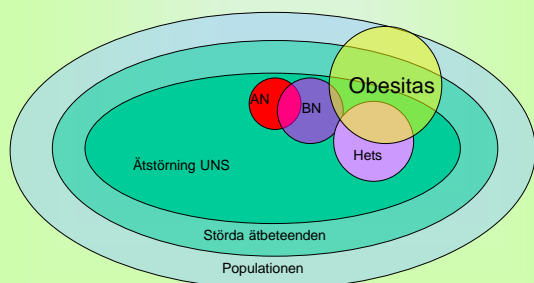 Obesitas
AN
BN
Hets
Ätstörning UNS
Störda ätbeteenden
Populationen